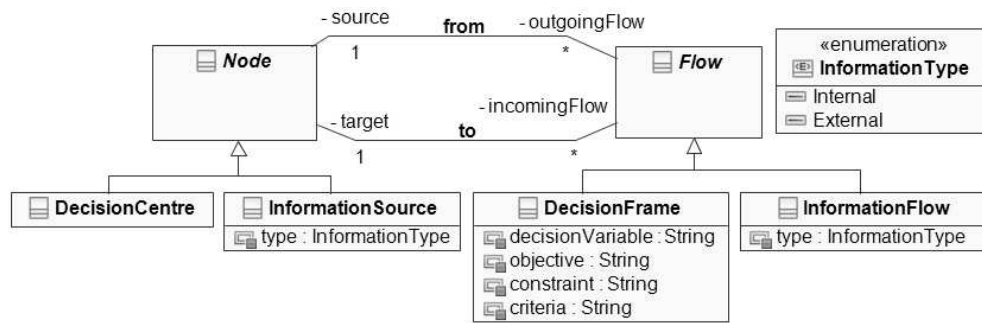 - source
from
- outgoingFlow
1
*
Node
Flow
«enumeration»
InformationType
Internal
External
- target
to
- incomingFlow
1
*
DecisionCentre
InformationSource
type : InformationType
DecisionFrame
decisionVariable : String
objective : String
constraint : String
criteria : String
InformationFlow
type : InformationType